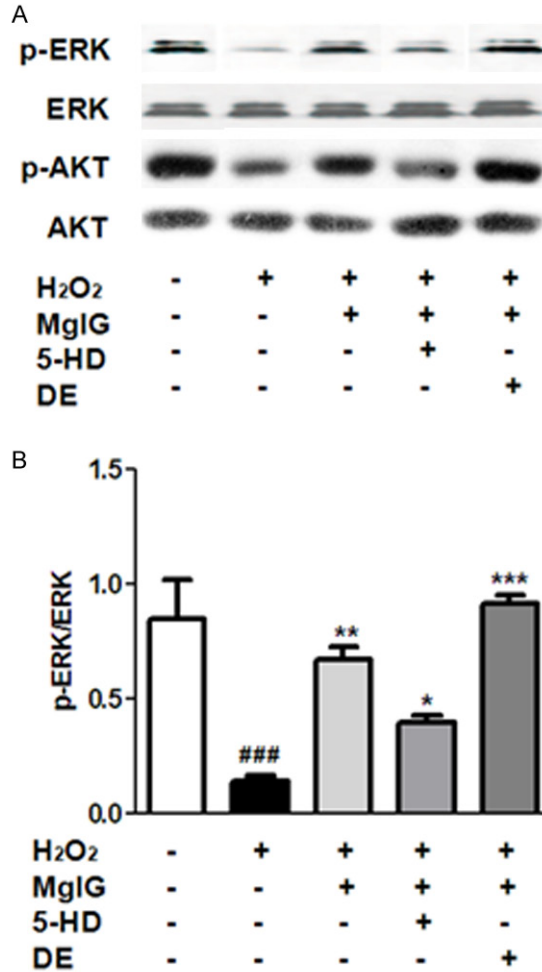 A
p-ERK
ERK
p-AKT
AKT
H₂O₂ - + + + +
MgIG - - + + +
5-HD - - - + -
DE - - - - +
B
1.5
1.0
0.5
0.0
p-ERK/ERK
### ** * ***
H₂O₂ - + + + +
MgIG - - + + +
5-HD - - - + -
DE - - - - +